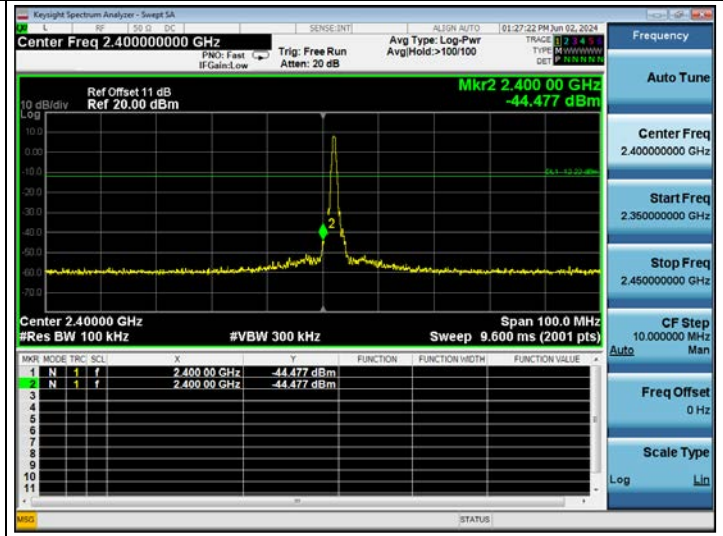 Keysight Spectrum Analyzer - Swept SA
L RF 50 Ω DC SENSE:INT ALIGN AUTO 01:27:22 PM Jun 02, 2024
Center Freq 2.400000000 GHz
PNO: Fast
IFGain:Low
Trig: Free Run
Atten: 20 dB
Avg Type: Log-Pwr
Avg|Hold:>100/100
TRACE 1 2 3 4 5 6
TYPE M WWWWW
DET P NNNNN
Ref Offset 11 dB
Ref 20.00 dBm
10 dB/div
Log
Mkr2 2.400 00 GHz
-44.477 dBm
10.0
0.00
-10.0
-20.0
-30.0
-40.0
-50.0
-60.0
-70.0
2
Center 2.40000 GHz
#Res BW 100 kHz
#VBW 300 kHz
Span 100.0 MHz
Sweep 9.600 ms (2001 pts)
MKR MODE TRC SCL X Y FUNCTION FUNCTION WIDTH FUNCTION VALUE
1 N 1 f 2.400 00 GHz -44.477 dBm
2 N 1 f 2.400 00 GHz -44.477 dBm
3
4
5
6
7
8
9
10
11
MSG
STATUS
Frequency
Auto Tune
Center Freq
2.400000000 GHz
Start Freq
2.350000000 GHz
Stop Freq
2.450000000 GHz
CF Step
10.000000 MHz
Auto Man
Freq Offset
0 Hz
Scale Type
Log Lin